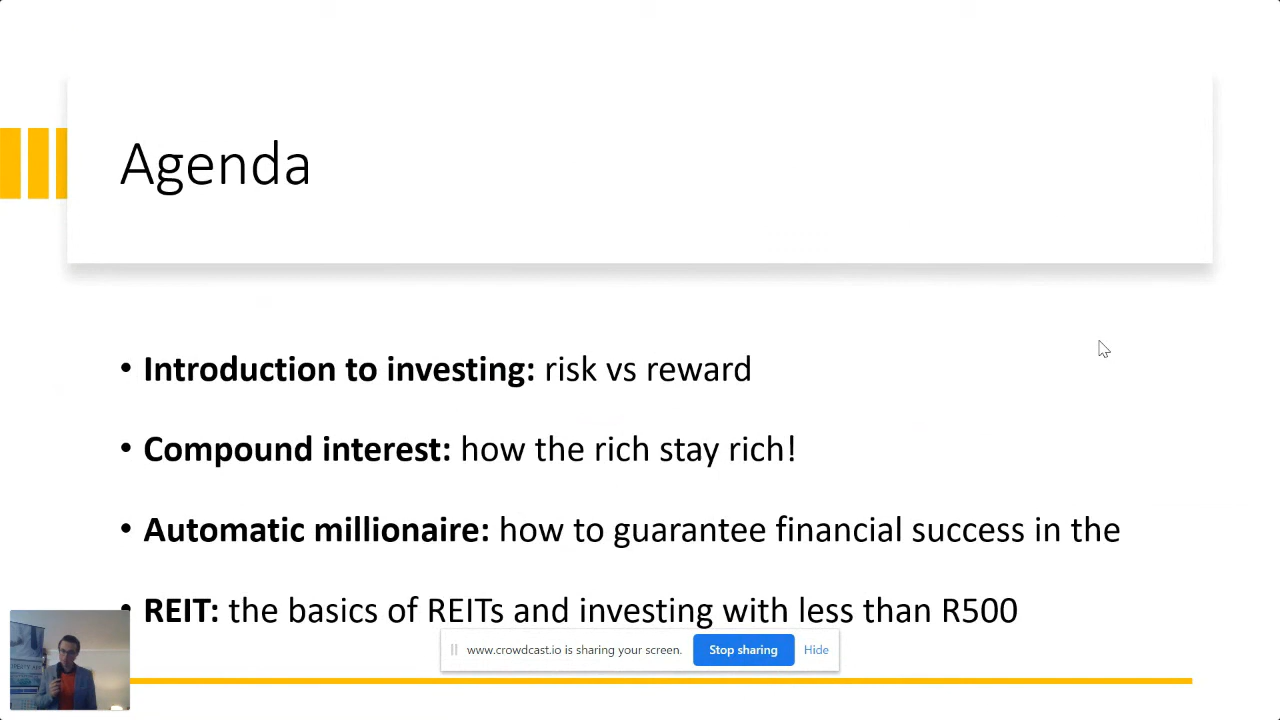 Agenda
• Introduction to investing: risk vs reward
• Compound interest: how the rich stay rich!
• Automatic millionaire: how to guarantee financial success in the
• REIT: the basics of REITs and investing with less than R500
www.crowdcast.io is sharing your screen. Stop sharing Hide